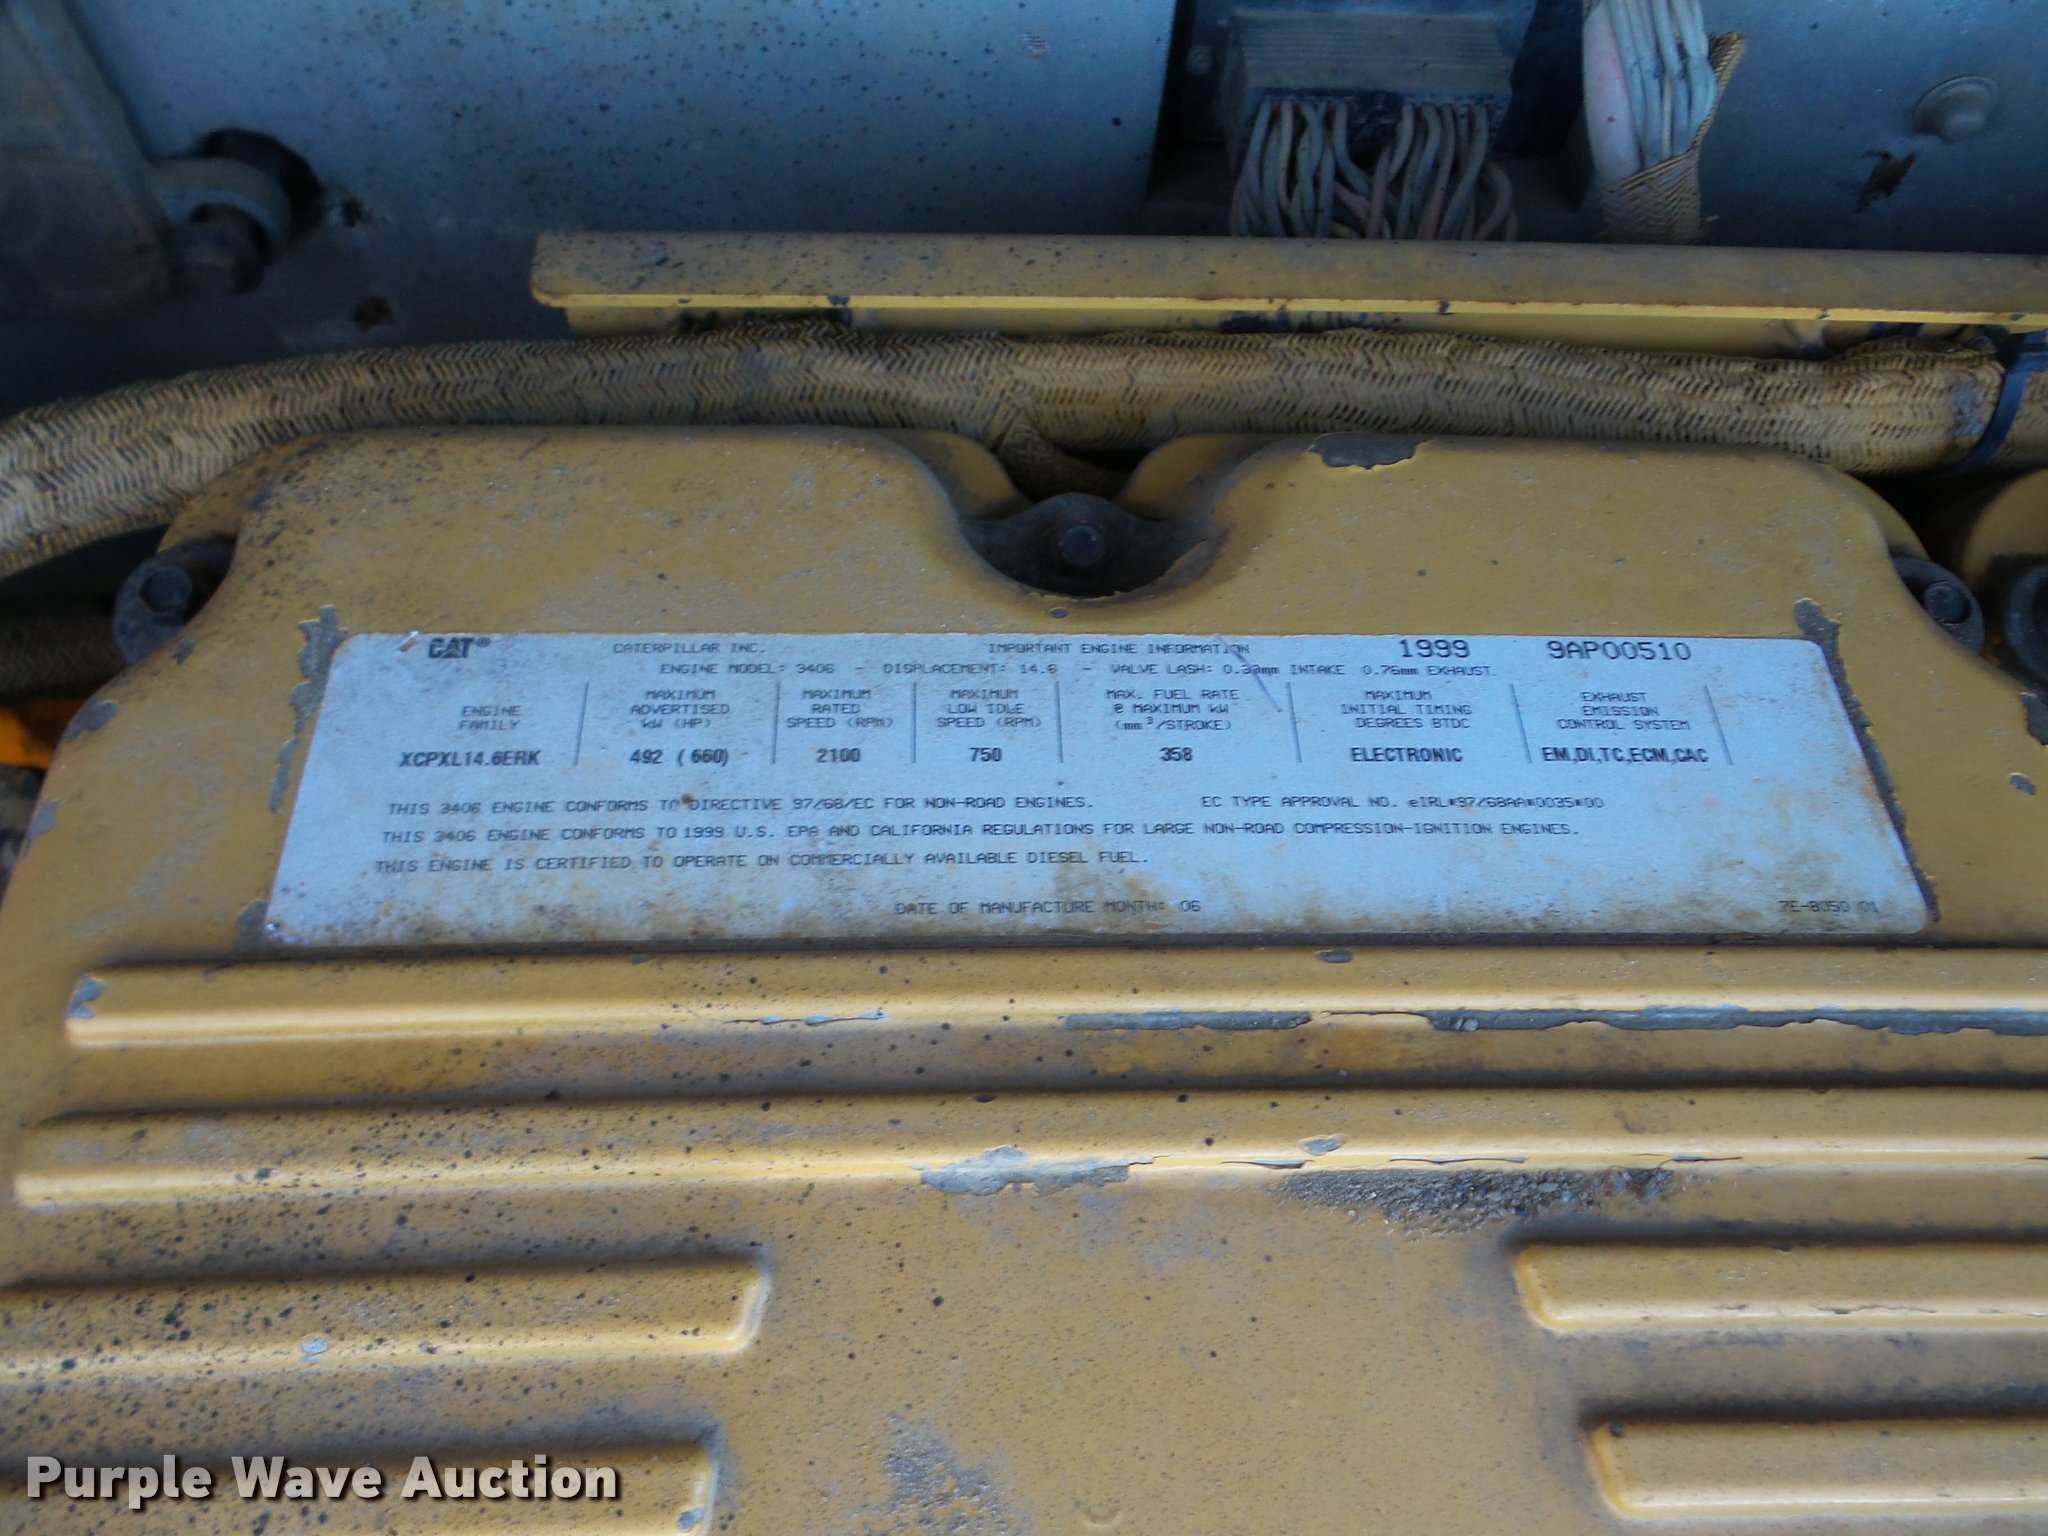 CAT® CATERPILLAR INC. IMPORTANT ENGINE INFORMATION 1999 9AP00510
ENGINE MODEL: 3406 - DISPLACEMENT: 14.6 - VALVE LASH: 0.38mm INTAKE 0.76mm EXHAUST
ENGINE FAMILY
MAXIMUM ADVERTISED kW (HP)
MAXIMUM RATED SPEED (RPM)
MAXIMUM LOW IDLE SPEED (RPM)
MAX. FUEL RATE @ MAXIMUM kW (mm³/STROKE)
MAXIMUM INITIAL TIMING DEGREES BTDC
EXHAUST EMISSION CONTROL SYSTEM
XCPXL14.6ERK 492 (660) 2100 750 358 ELECTRONIC EM,DI,TC,ECM,CAC
THIS 3406 ENGINE CONFORMS TO DIRECTIVE 97/68/EC FOR NON-ROAD ENGINES. EC TYPE APPROVAL NO. eIRL*97/68AA*0035*00
THIS 3406 ENGINE CONFORMS TO 1999 U.S. EPA AND CALIFORNIA REGULATIONS FOR LARGE NON-ROAD COMPRESSION-IGNITION ENGINES.
THIS ENGINE IS CERTIFIED TO OPERATE ON COMMERCIALLY AVAILABLE DIESEL FUEL.
DATE OF MANUFACTURE MONTH: 06 7E-8050 01
Purple Wave Auction